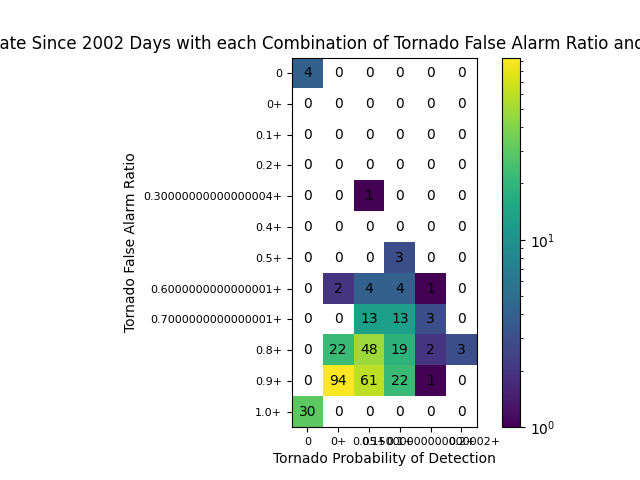 ate Since 2002 Days with each Combination of Tornado False Alarm Ratio and
0 4 0 0 0 0 0
0+ 0 0 0 0 0 0
0.1+ 0 0 0 0 0 0
0.2+ 0 0 0 0 0 0
0.30000000000000004+ 0 0 1 0 0 0
0.4+ 0 0 0 0 0 0
0.5+ 0 0 0 3 0 0
0.6000000000000001+ 0 2 4 4 1 0
0.7000000000000001+ 0 0 13 13 3 0
0.8+ 0 22 48 19 2 3
0.9+ 0 94 61 22 1 0
1.0+ 30 0 0 0 0 0
0 0+
Tornado Probability of Detection
Tornado False Alarm Ratio
10¹
10⁰